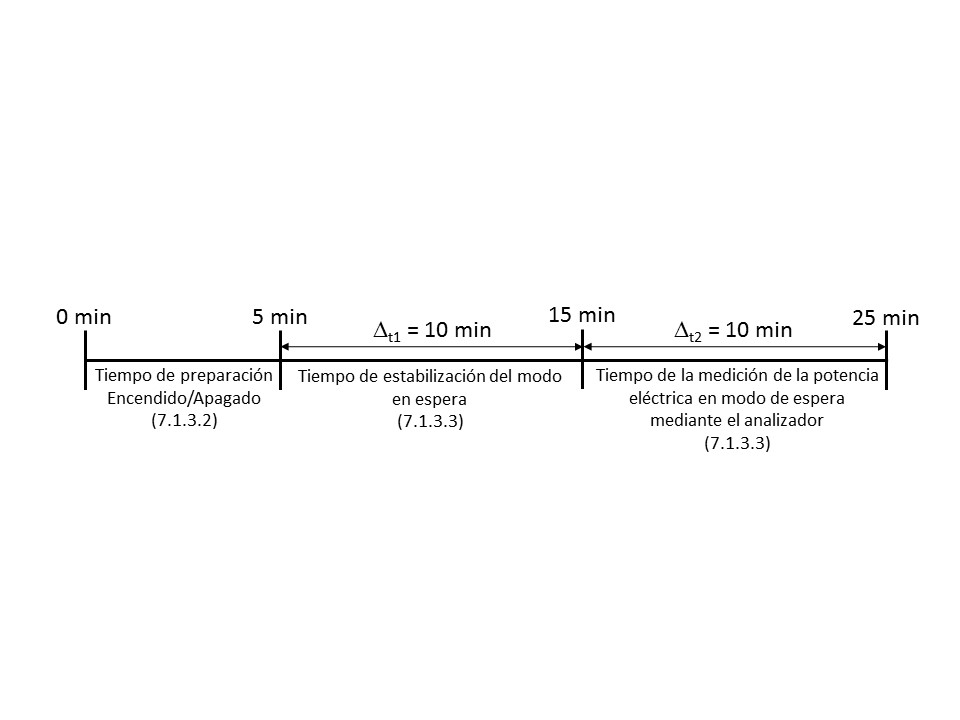 0 min
5 min
15 min
25 min
Δt1 = 10 min
Δt2 = 10 min
Tiempo de preparación
Encendido/Apagado
(7.1.3.2)
Tiempo de estabilización del modo
en espera
(7.1.3.3)
Tiempo de la medición de la potencia
eléctrica en modo de espera
mediante el analizador
(7.1.3.3)